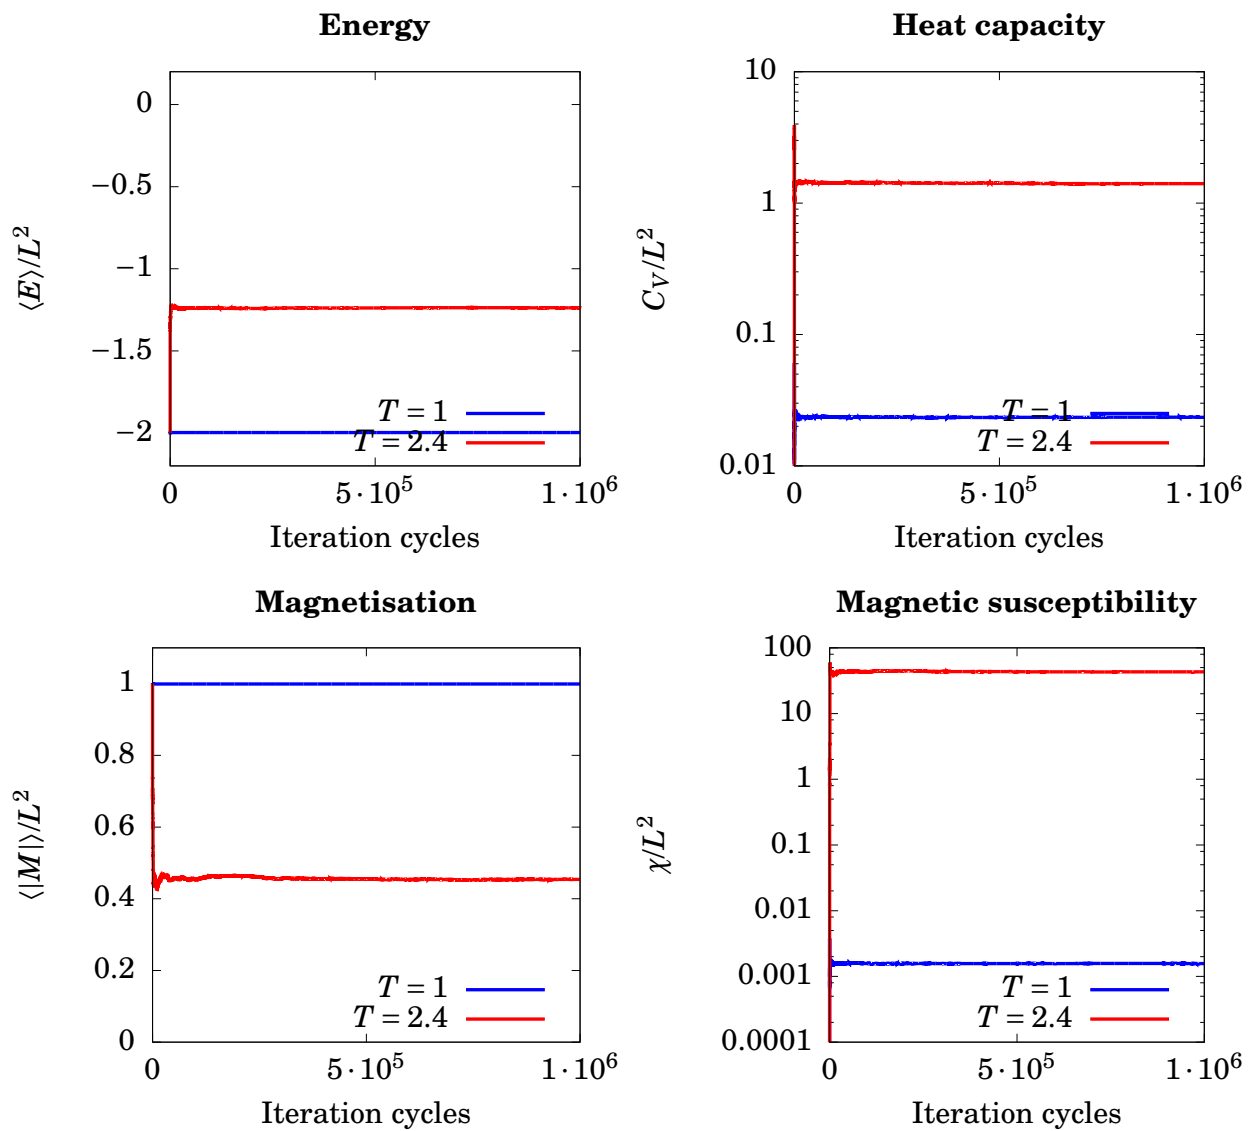 Energy
0
−0.5
−1
−1.5
−2
⟨E⟩/L²
T = 1
T = 2.4
0
5·10⁵
1·10⁶
Iteration cycles
Heat capacity
10
1
0.1
0.01
C_V/L²
T = 1
T = 2.4
0
5·10⁵
1·10⁶
Iteration cycles
Magnetisation
1
0.8
0.6
0.4
0.2
0
⟨|M|⟩/L²
T = 1
T = 2.4
0
5·10⁵
1·10⁶
Iteration cycles
Magnetic susceptibility
100
10
1
0.1
0.01
0.001
0.0001
χ/L²
T = 1
T = 2.4
0
5·10⁵
1·10⁶
Iteration cycles